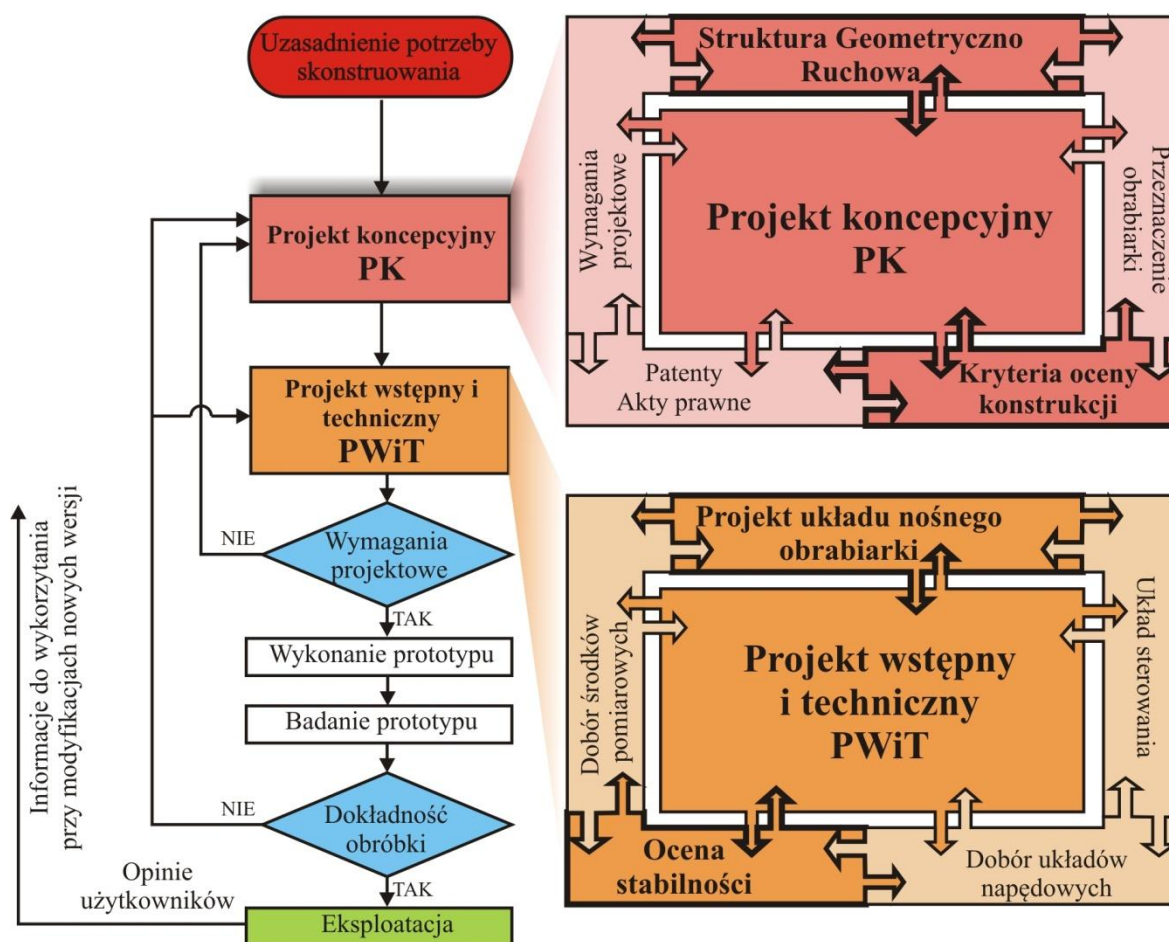 Uzasadnienie potrzeby
skonstruowania
Projekt koncepcyjny
PK
Projekt wstępny i
techniczny
PWiT
NIE
Wymagania
projektowe
TAK
Wykonanie prototypu
Badanie prototypu
NIE
Dokładność
obróbki
TAK
Eksploatacja
Opinie
użytkowników
Informacje do wykorzytania
przy modyfikacjach nowych wersji
Struktura Geometryczno
Ruchowa
Wymagania
projektowe
Projekt koncepcyjny
PK
Przeznaczenie
obrabiarki
Patenty
Akty prawne
Kryteria oceny
konstrukcji
Projekt układu nośnego
obrabiarki
Dobór środków
pomiarowych
Projekt wstępny
i techniczny
PWiT
Układ sterowania
Ocena
stabilności
Dobór układów
napędowych